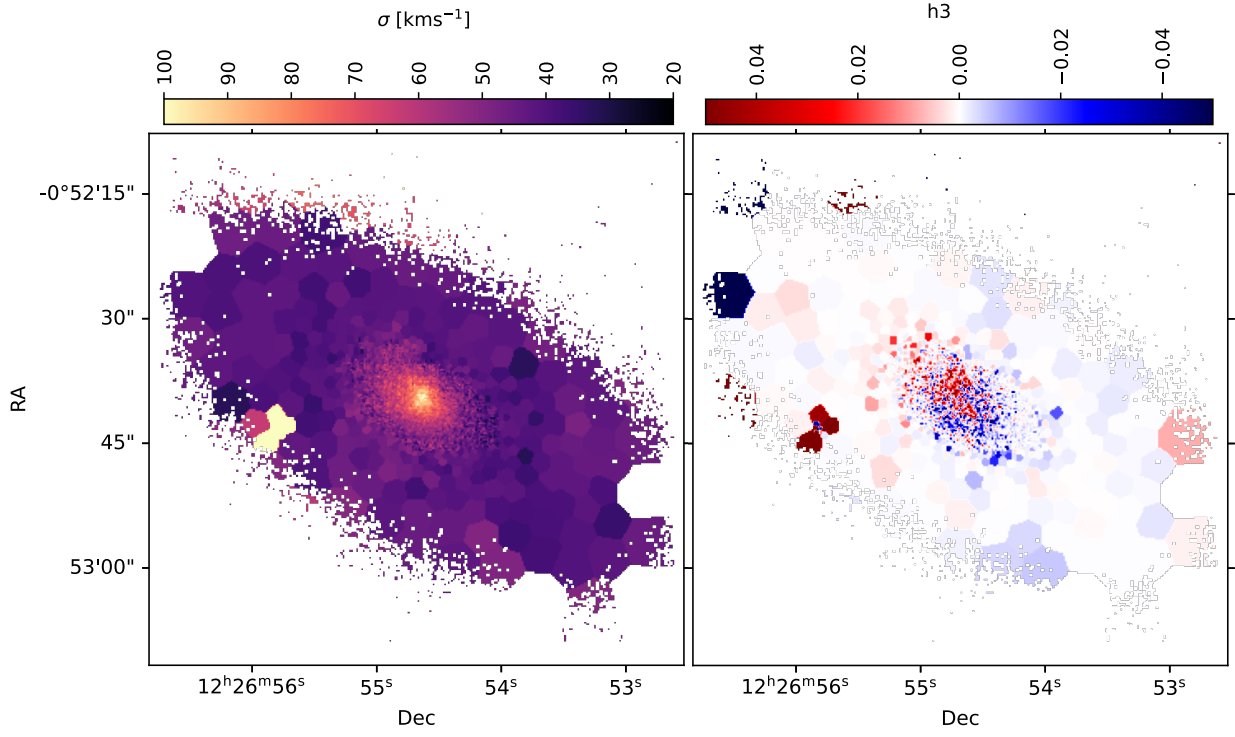 σ [kms⁻¹]
h3
100 90 80 70 60 50 40 30 20
0.04 0.02 0.00 −0.02 −0.04
-0°52'15"
30"
45"
53'00"
RA
12ʰ26ᵐ56ˢ 55ˢ 54ˢ 53ˢ
12ʰ26ᵐ56ˢ 55ˢ 54ˢ 53ˢ
Dec
Dec